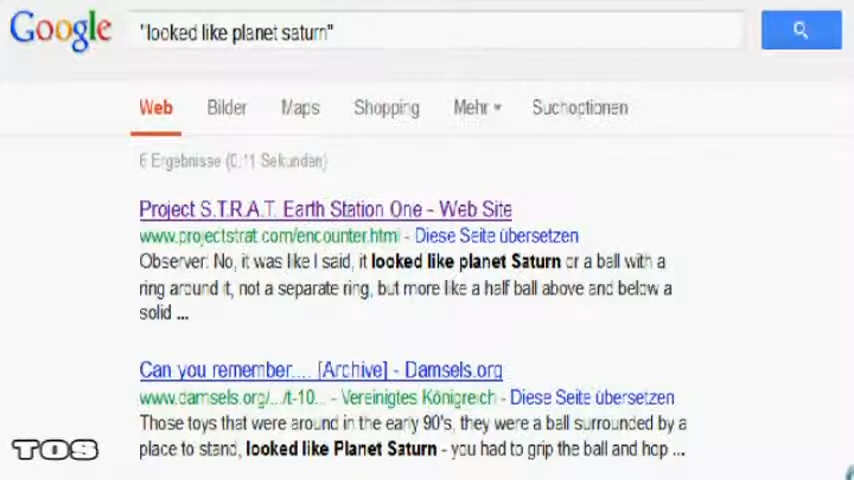 Google "looked like planet saturn"
Web Bilder Maps Shopping Mehr Suchoptionen
6 Ergebnisse (0,11 Sekunden)
Project S.T.R.A.T. Earth Station One - Web Site
www.projectstrat.com/encounter.html - Diese Seite übersetzen
Observer: No, it was like I said, it looked like planet Saturn or a ball with a
ring around it, not a separate ring, but more like a half ball above and below a
solid ...
Can you remember.... [Archive] - Damsels.org
www.damsels.org/.../t-10... - Vereinigtes Königreich - Diese Seite übersetzen
Those toys that were around in the early 90's, they were a ball surrounded by a
place to stand, looked like Planet Saturn - you had to grip the ball and hop ...
TOS